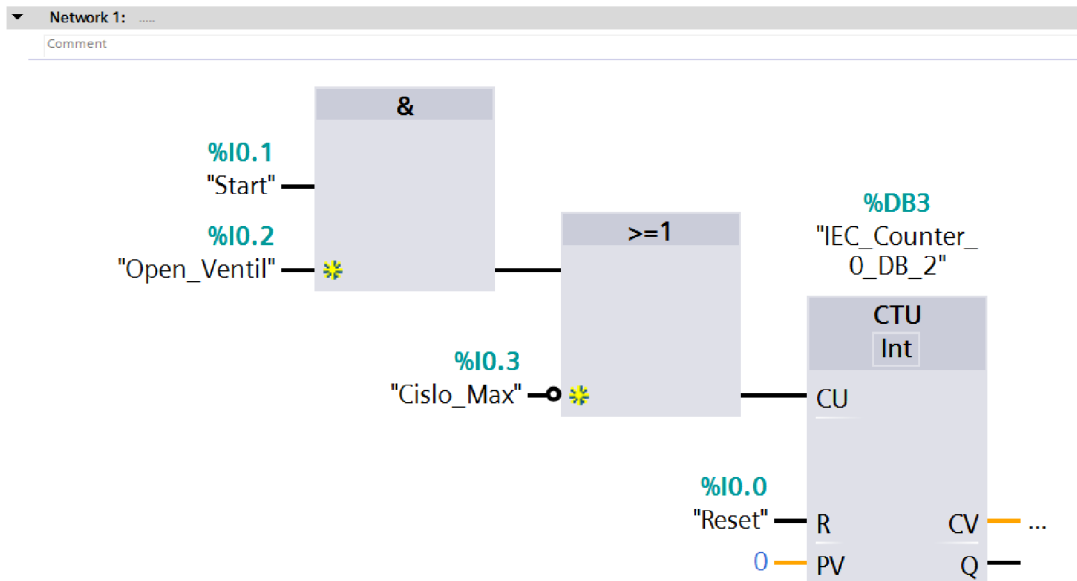 Network 1: .....
Comment
&
%I0.1
"Start"
%I0.2
"Open_Ventil"
>=1
%I0.3
"Cislo_Max"
%DB3
"IEC_Counter_
0_DB_2"
CTU
Int
CU
%I0.0
"Reset"
R
CV
...
0
PV
Q